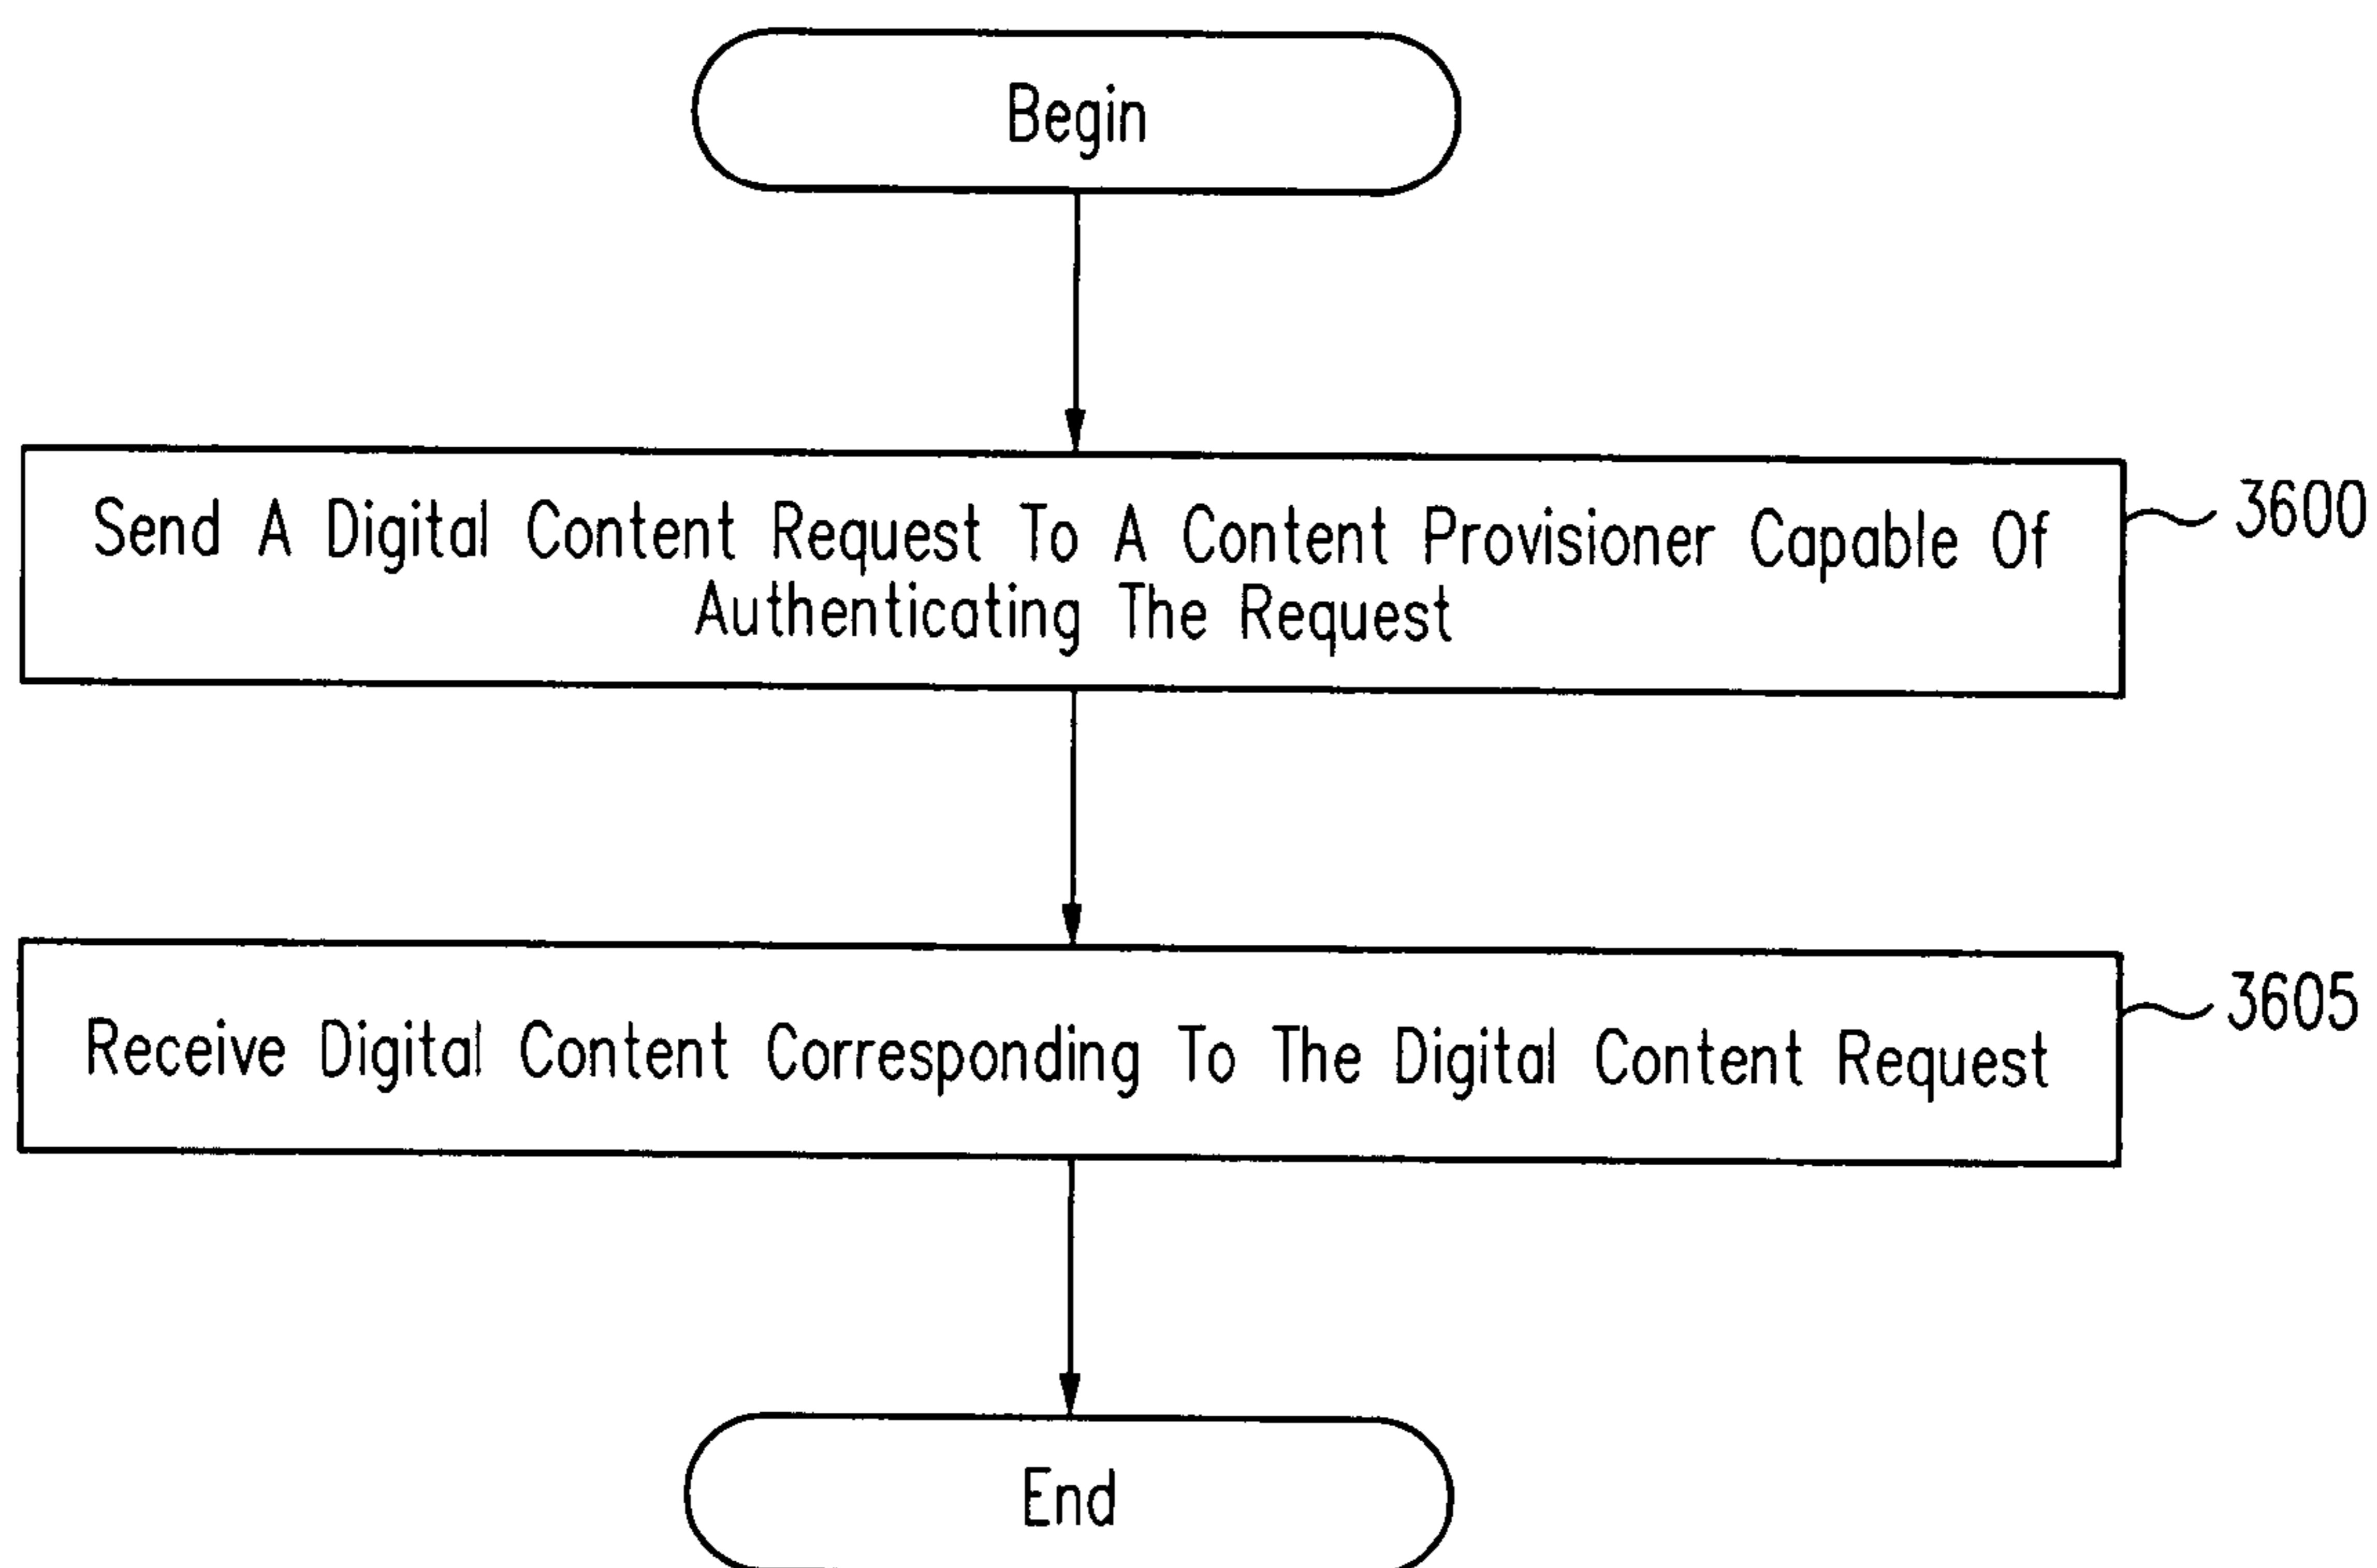 Begin
Send A Digital Content Request To A Content Provisioner Capable Of
Authenticating The Request
3600
Receive Digital Content Corresponding To The Digital Content Request
3605
End